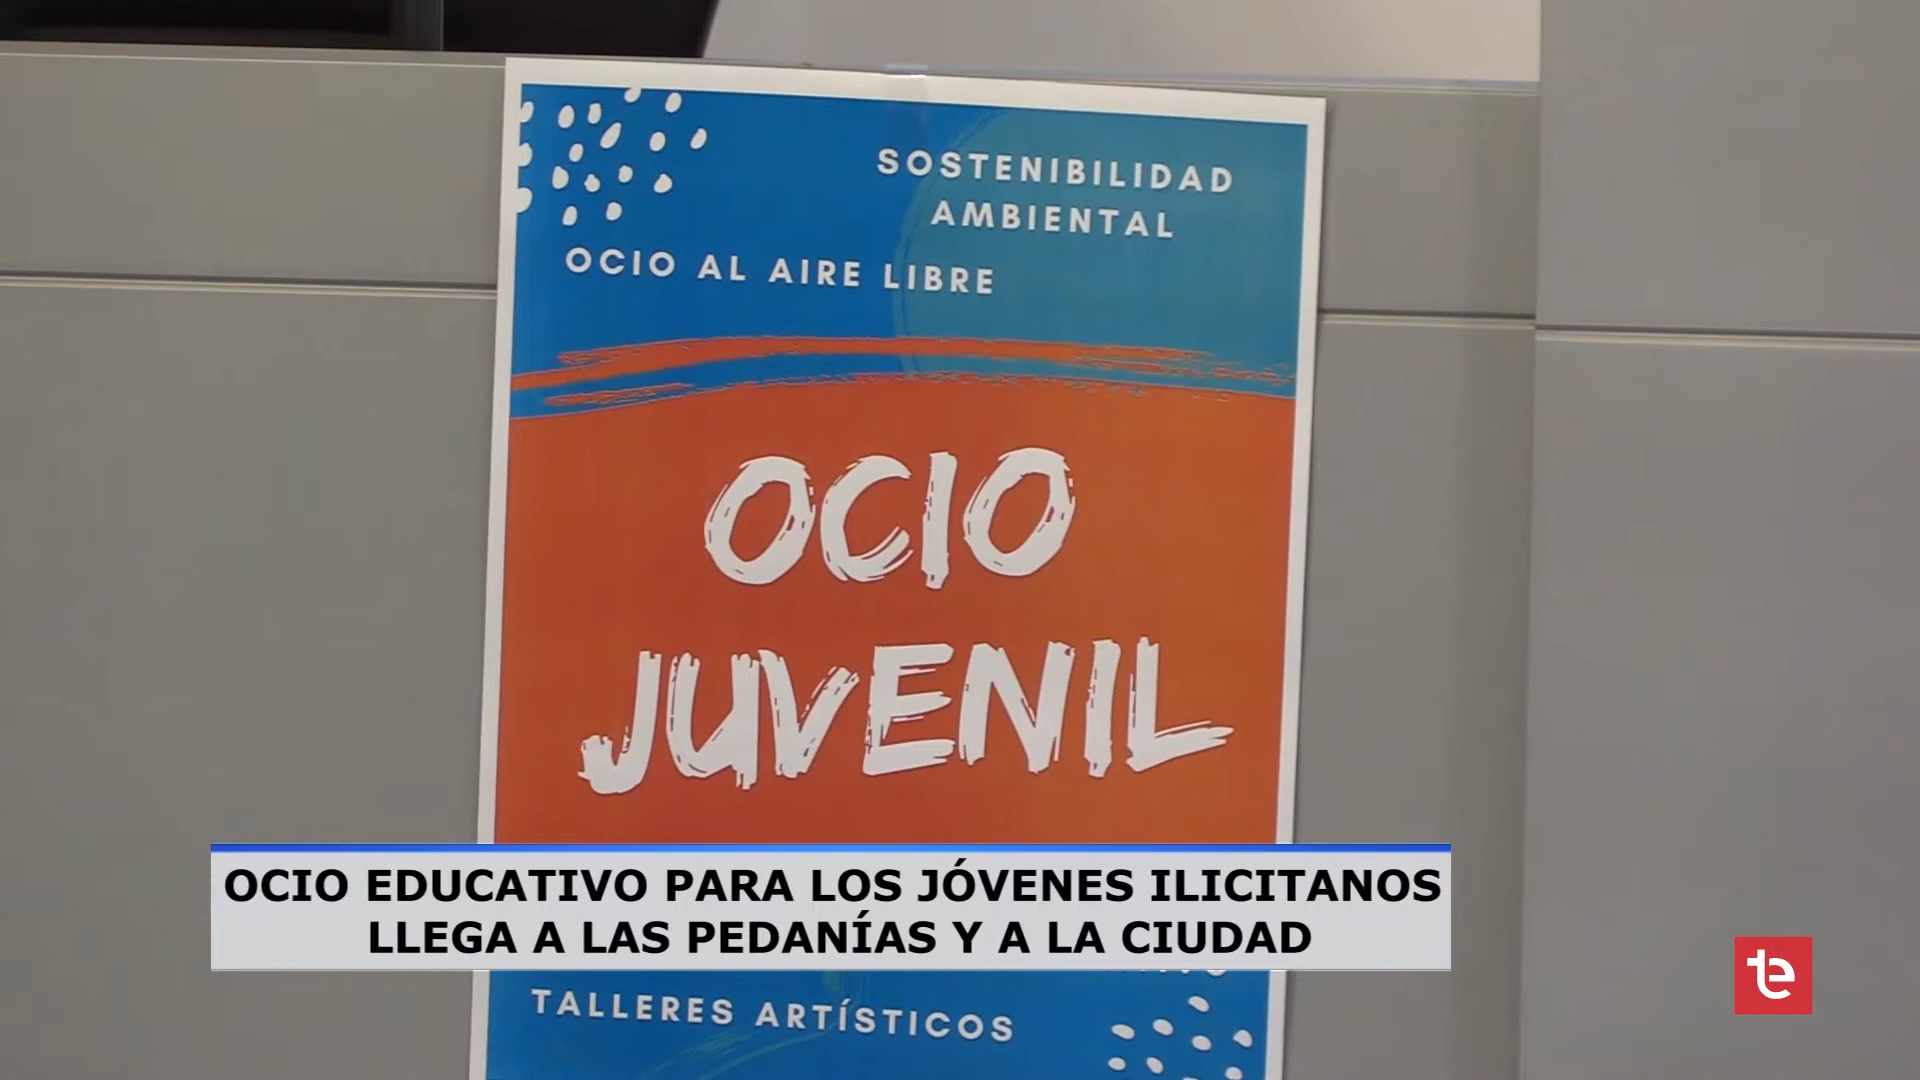 SOSTENIBILIDAD
AMBIENTAL
OCIO AL AIRE LIBRE
OCIO
JUVENIL
OCIO EDUCATIVO PARA LOS JÓVENES ILICITANOS
LLEGA A LAS PEDANÍAS Y A LA CIUDAD
TALLERES ARTÍSTICOS
te